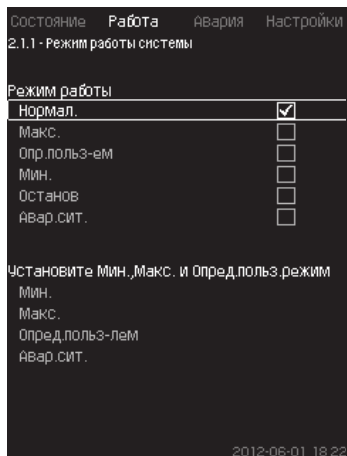 Состояние Работа Авария Настройки
2.1.1 - Режим работы системы
Режим работы
Нормал.
Макс.
Опр.польз-ем
Мин.
Останов
Авар.сит.
Установите Мин.,Макс. и Опред.польз.режим
Мин.
Макс.
Опред.польз-лем
Авар.сит.
2012-06-01 18:22